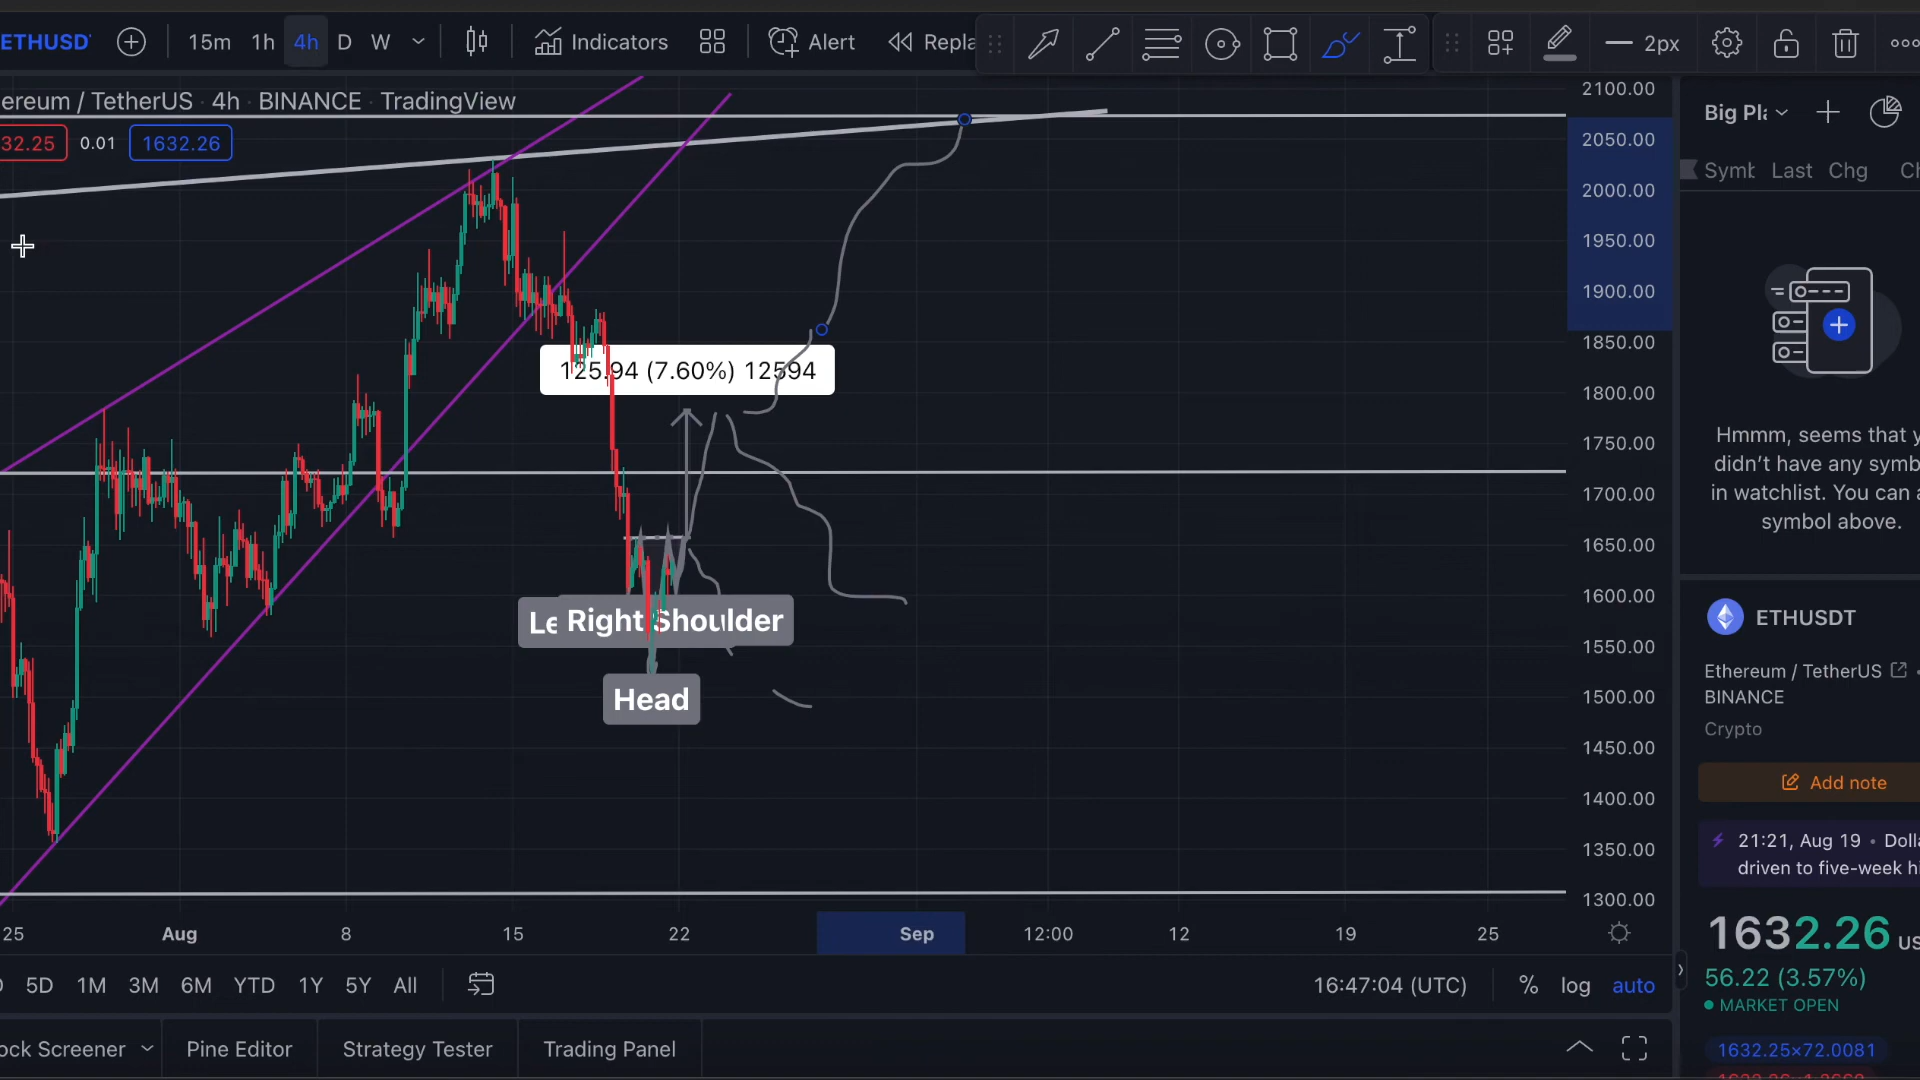 ETHUSD
15m 1h 4h D W Indicators Alert Repla 2px
ereum / TetherUS · 4h · BINANCE · TradingView
32.25 0.01 1632.26
125.94 (7.60%) 12594
Le Right Shoulder
Head
2100.00
2050.00
2000.00
1950.00
1900.00
1850.00
1800.00
1750.00
1700.00
1650.00
1600.00
1550.00
1500.00
1450.00
1400.00
1350.00
1300.00
25 Aug 8 15 22 Sep 12:00 12 19 25
5D 1M 3M 6M YTD 1Y 5Y All 16:47:04 (UTC) % log auto
ock Screener Pine Editor Strategy Tester Trading Panel
Big Pl
Symb Last Chg Ch
Hmmm, seems that y
didn't have any symb
in watchlist. You can a
symbol above.
ETHUSDT
Ethereum / TetherUS
BINANCE
Crypto
Add note
21:21, Aug 19 • Dolla
driven to five-week hi
1632.26 US
56.22 (3.57%)
MARKET OPEN
1632.25×72.0081